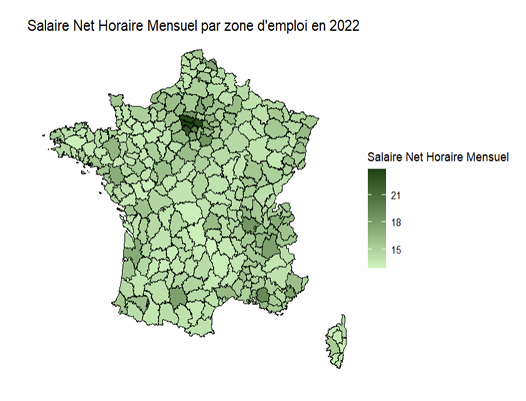 Salaire Net Horaire Mensuel par zone d'emploi en 2022
Salaire Net Horaire Mensuel
21
18
15